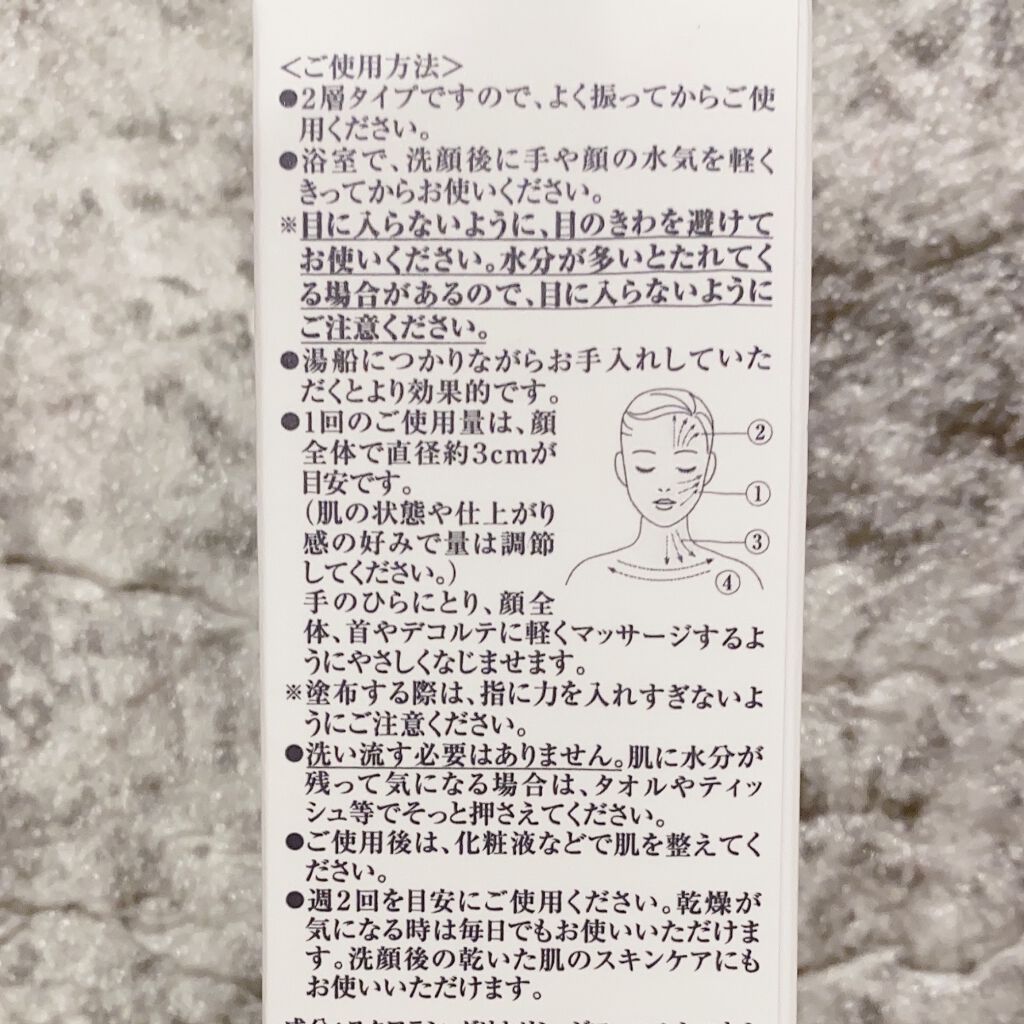 <ご使用方法>
●2層タイプですので、よく振ってからご使
用ください。
●浴室で、洗顔後に手や顔の水気を軽く
きってからお使いください。
※目に入らないように、目のきわを避けて
お使いください。水分が多いとたれてく
る場合があるので、目に入らないように
ご注意ください。
●湯船につかりながらお手入れしていた
だくとより効果的です。
●1回のご使用量は、顔
全体で直径約3cmが
目安です。
(肌の状態や仕上がり
感の好みで量は調節
してください。)
手のひらにとり、顔全
体、首やデコルテに軽くマッサージするよ
うにやさしくなじませます。
②
①
③
④
※塗布する際は、指に力を入れすぎないよ
うにご注意ください。
●洗い流す必要はありません。肌に水分が
残って気になる場合は、タオルやティッ
シュ等でそっと押さえてください。
●ご使用後は、化粧液などで肌を整えてく
ださい。
●週2回を目安にご使用ください。乾燥が
気になる時は毎日でもお使いいただけま
す。洗顔後の乾いた肌のスキンケアにも
お使いいただけます。